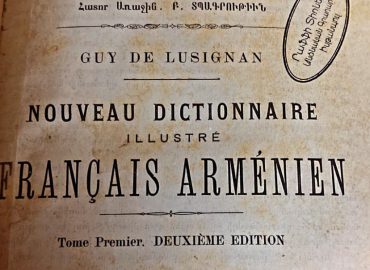 Հատոր Առաջին. Բ. ՏՊԱԳՐՈՒԹԻՒՆ
GUY DE LUSIGNAN
NOUVEAU DICTIONNAIRE
ILLUSTRÉ
FRANÇAIS ARMÉNIEN
Tome Premier. DEUXIÈME EDITION